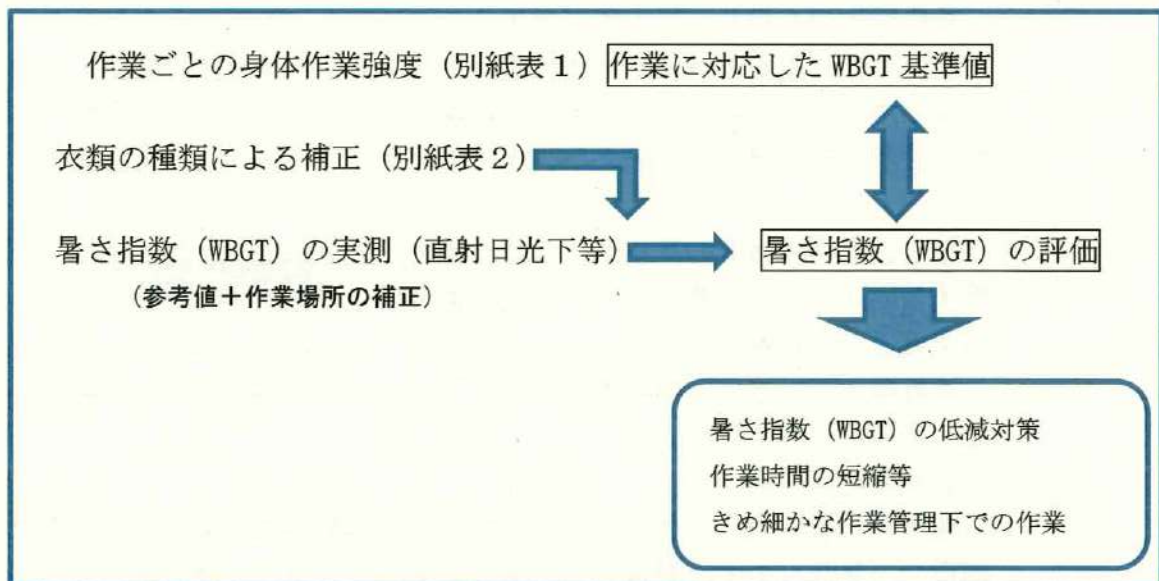 作業ごとの身体作業強度（別紙表１）作業に対応した WBGT 基準値
衣類の種類による補正（別紙表２）
暑さ指数（WBGT）の実測（直射日光下等）
暑さ指数（WBGT）の評価
（参考値＋作業場所の補正）
暑さ指数（WBGT）の低減対策
作業時間の短縮等
きめ細かな作業管理下での作業